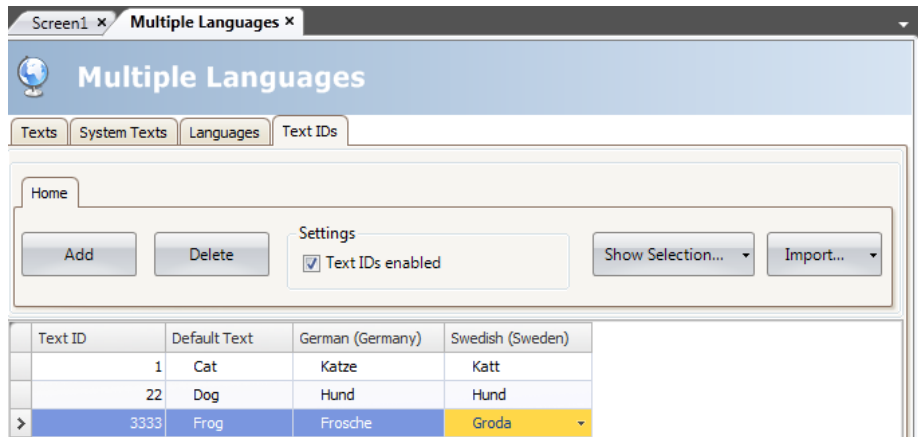 Screen1 × Multiple Languages ×
Multiple Languages
Texts System Texts Languages Text IDs
Home
Settings
Add Delete Text IDs enabled Show Selection... Import...
Text ID Default Text German (Germany) Swedish (Sweden)
1 Cat Katze Katt
22 Dog Hund Hund
3333 Frog Frosche Groda